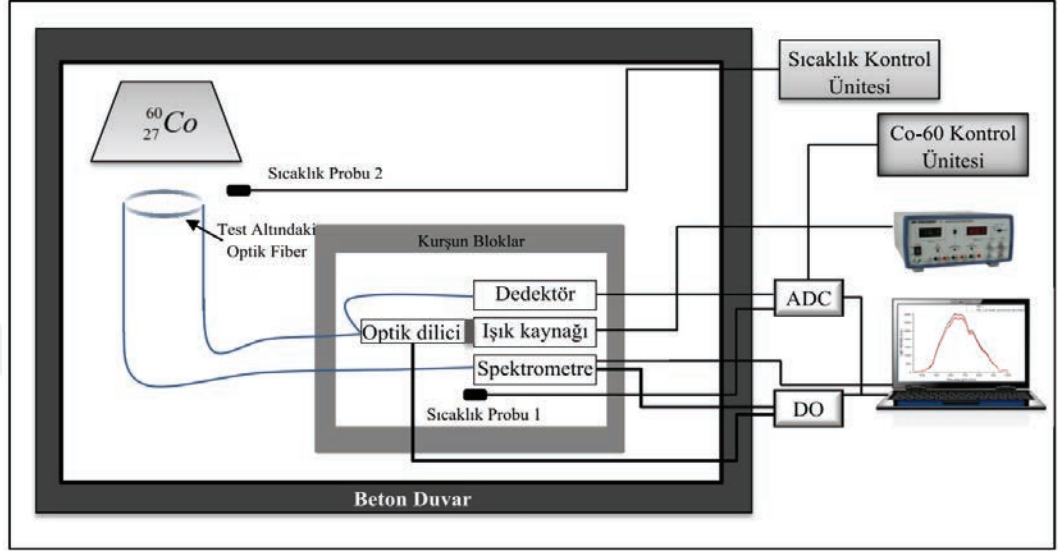 Sıcaklık Kontrol
Ünitesi
60
27 Co
Co-60 Kontrol
Ünitesi
Sıcaklık Probu 2
Test Altındaki
Optik Fiber
Kurşun Bloklar
Dedektör
ADC
Optik dilici
Işık kaynağı
Spektrometre
DO
Sıcaklık Probu 1
Beton Duvar